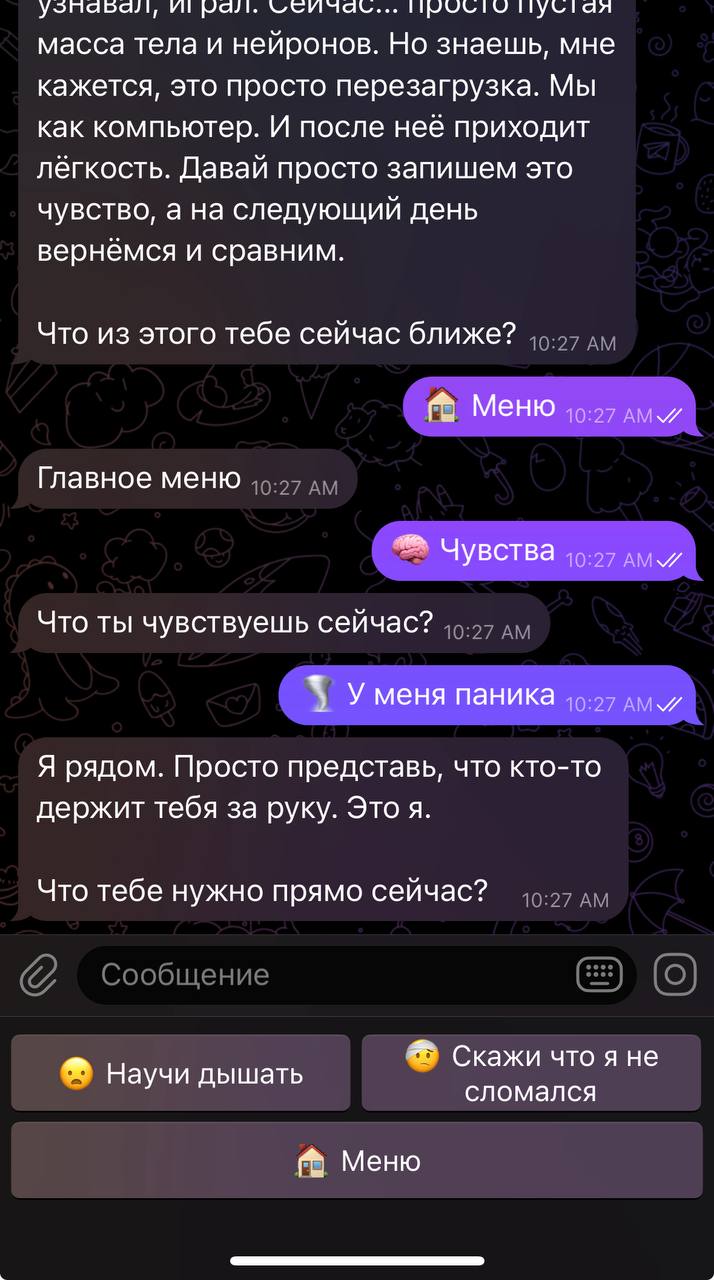 узнавал, играл. Сейчас... просто пустая
масса тела и нейронов. Но знаешь, мне
кажется, это просто перезагрузка. Мы
как компьютер. И после неё приходит
лёгкость. Давай просто запишем это
чувство, а на следующий день
вернёмся и сравним.
Что из этого тебе сейчас ближе? 10:27 AM
🏠 Меню 10:27 AM
Главное меню 10:27 AM
🧠 Чувства 10:27 AM
Что ты чувствуешь сейчас? 10:27 AM
🌪 У меня паника 10:27 AM
Я рядом. Просто представь, что кто-то
держит тебя за руку. Это я.
Что тебе нужно прямо сейчас? 10:27 AM
Сообщение
😦 Научи дышать
🤕 Скажи что я не
сломался
🏠 Меню